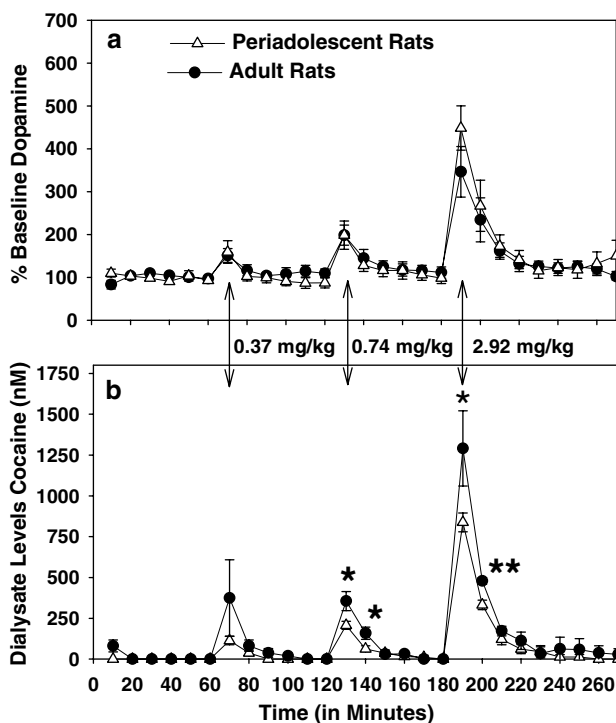 700
600
500
400
300
200
100
0
% Baseline Dopamine
a
Periadolescent Rats
Adult Rats
0.37 mg/kg
0.74 mg/kg
2.92 mg/kg
1750
1500
1250
1000
750
500
250
0
Dialysate Levels Cocaine (nM)
b
*
*
*
**
0 20 40 60 80 100 120 140 160 180 200 220 240 260
Time (in Minutes)